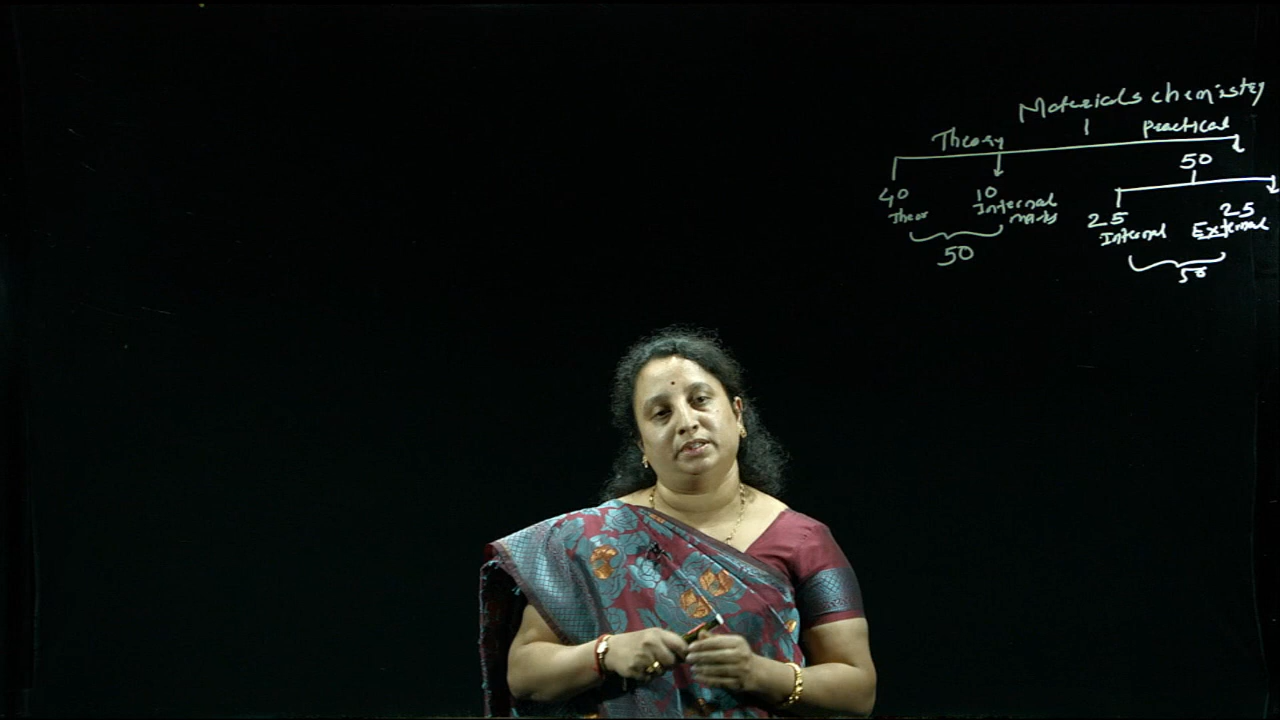 Materials chemistry
Theory Practical
50
40 10
Theor Internal
marks
25 25
Internal External
50
50